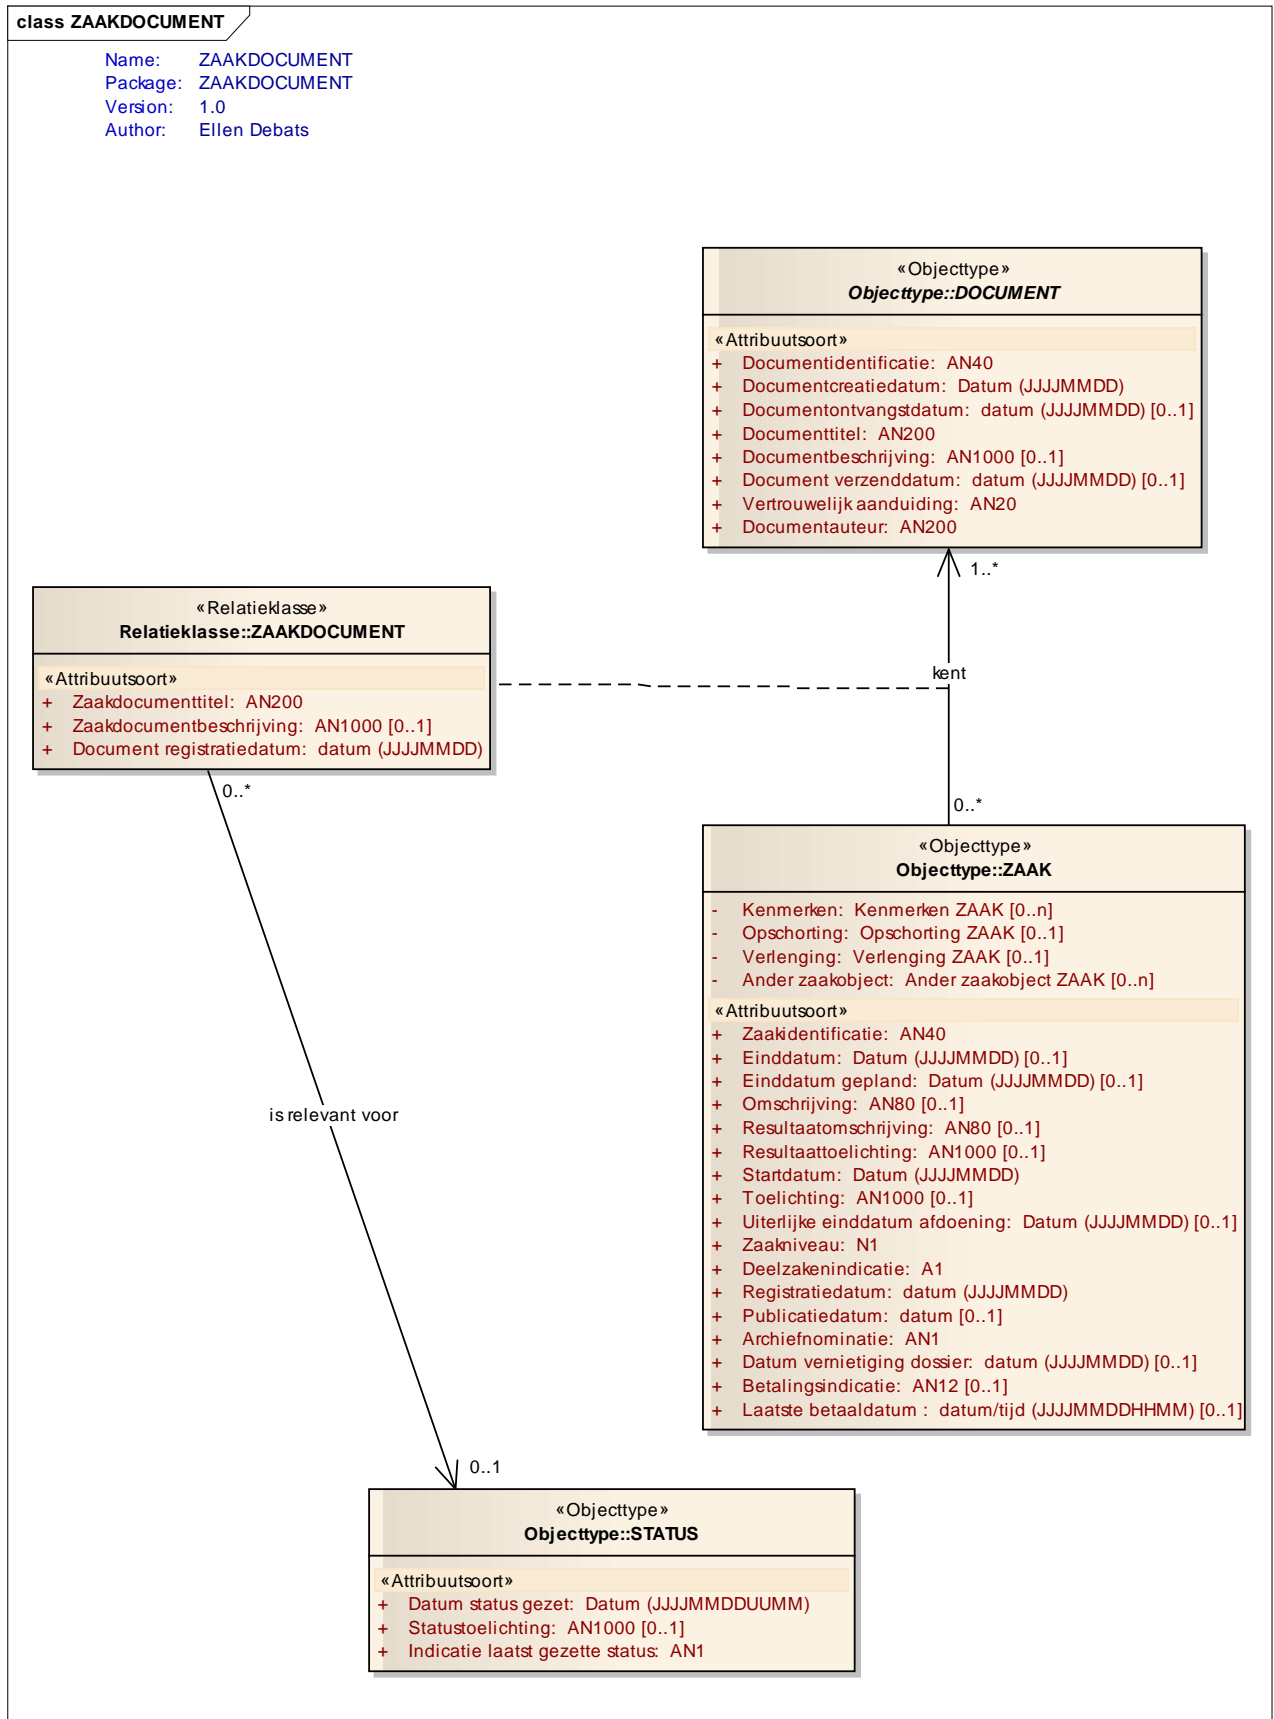 class ZAAKDOCUMENT
Name: ZAAKDOCUMENT
Package: ZAAKDOCUMENT
Version: 1.0
Author: Ellen Debats
«Objecttype»
Objecttype::DOCUMENT
«Attribuutsoort»
+ Documentidentificatie: AN40
+ Documentcreatiedatum: Datum (JJJJMMDD)
+ Documentontvangstdatum: datum (JJJJMMDD) [0..1]
+ Documenttitel: AN200
+ Documentbeschrijving: AN1000 [0..1]
+ Document verzenddatum: datum (JJJJMMDD) [0..1]
+ Vertrouwelijk aanduiding: AN20
+ Documentauteur: AN200
1..*
«Relatieklasse»
Relatieklasse::ZAAKDOCUMENT
«Attribuutsoort»
+ Zaakdocumenttitel: AN200
+ Zaakdocumentbeschrijving: AN1000 [0..1]
+ Document registratiedatum: datum (JJJJMMDD)
kent
0..*
0..*
«Objecttype»
Objecttype::ZAAK
- Kenmerken: Kenmerken ZAAK [0..n]
- Opschorting: Opschorting ZAAK [0..1]
- Verlenging: Verlenging ZAAK [0..1]
- Ander zaakobject: Ander zaakobject ZAAK [0..n]
«Attribuutsoort»
+ Zaakidentificatie: AN40
+ Einddatum: Datum (JJJJMMDD) [0..1]
+ Einddatum gepland: Datum (JJJJMMDD) [0..1]
+ Omschrijving: AN80 [0..1]
+ Resultaatomschrijving: AN80 [0..1]
+ Resultaattoelichting: AN1000 [0..1]
+ Startdatum: Datum (JJJJMMDD)
+ Toelichting: AN1000 [0..1]
+ Uiterlijke einddatum afdoening: Datum (JJJJMMDD) [0..1]
+ Zaakniveau: N1
+ Deelzakenindicatie: A1
+ Registratiedatum: datum (JJJJMMDD)
+ Publicatiedatum: datum [0..1]
+ Archiefnominatie: AN1
+ Datum vernietiging dossier: datum (JJJJMMDD) [0..1]
+ Betalingsindicatie: AN12 [0..1]
+ Laatste betaaldatum : datum/tijd (JJJJMMDDHHMM) [0..1]
is relevant voor
0..1
«Objecttype»
Objecttype::STATUS
«Attribuutsoort»
+ Datum status gezet: Datum (JJJJMMDDUUMM)
+ Statustoelichting: AN1000 [0..1]
+ Indicatie laatst gezette status: AN1